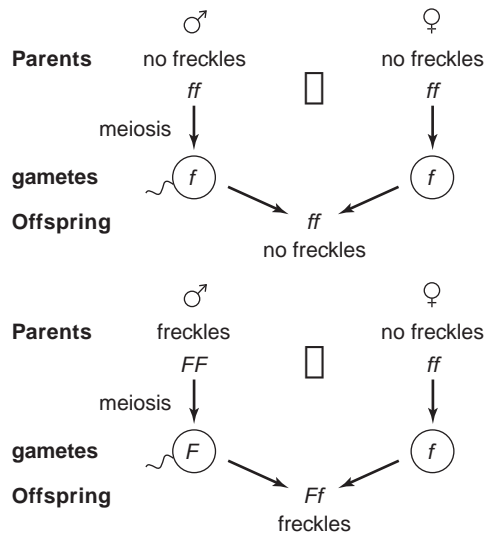 ♂ ♀
Parents no freckles no freckles
ff ff
meiosis
gametes f f
Offspring ff
no freckles
♂ ♀
Parents freckles no freckles
FF ff
meiosis
gametes F f
Offspring Ff
freckles